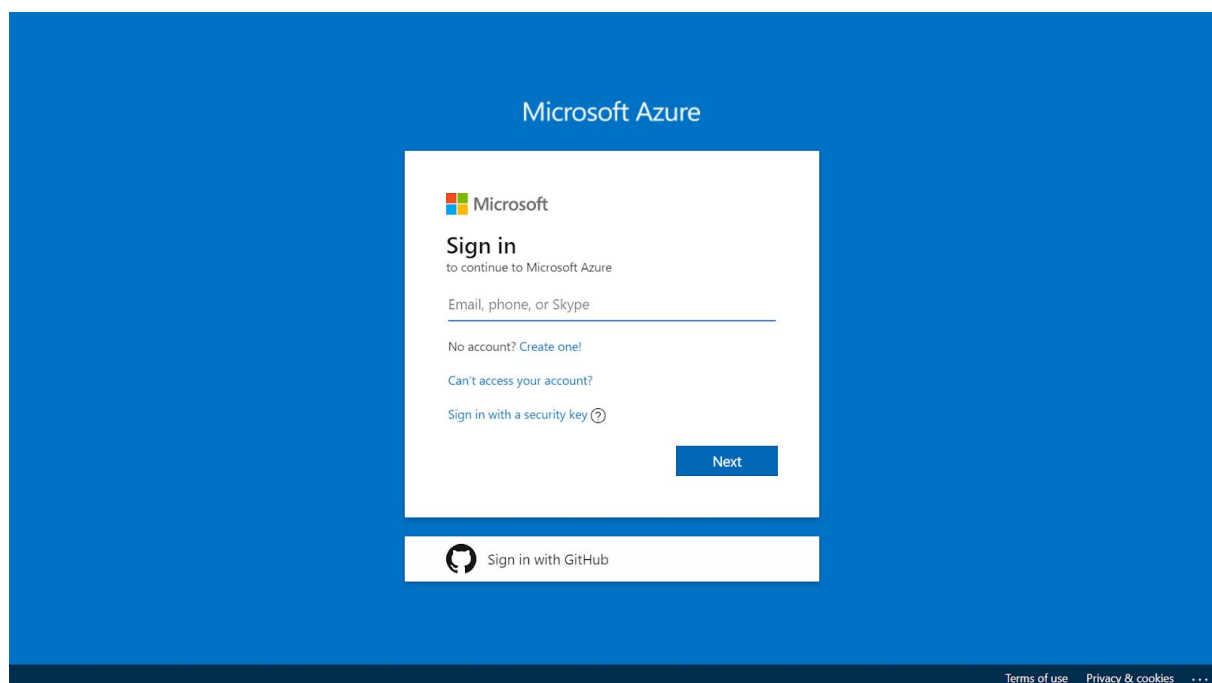 Microsoft Azure
Microsoft
Sign in
to continue to Microsoft Azure
Email, phone, or Skype
No account? Create one!
Can't access your account?
Sign in with a security key
Next
Sign in with GitHub
Terms of use Privacy & cookies ...